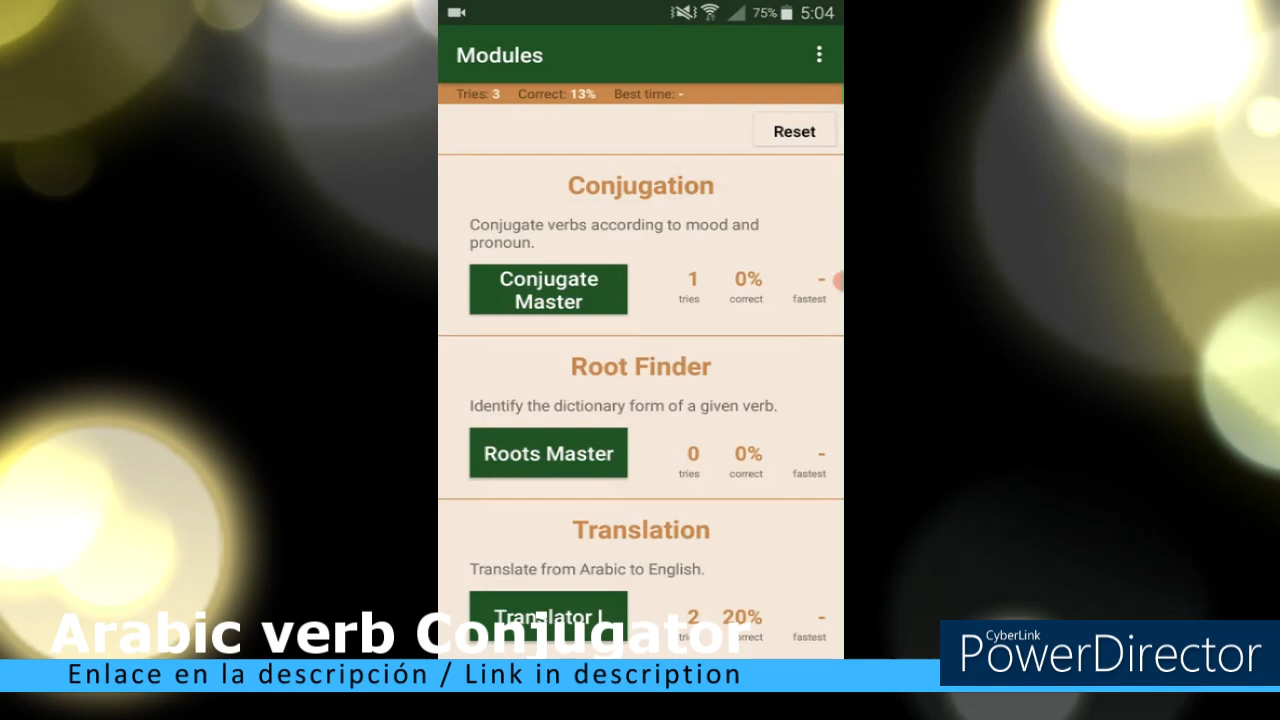 75% 5:04
Modules
Tries: 3 Correct: 13% Best time: -
Reset
Conjugation
Conjugate verbs according to mood and
pronoun.
Conjugate
Master
1 0% -
tries correct fastest
Root Finder
Identify the dictionary form of a given verb.
Roots Master
0 0% -
tries correct fastest
Translation
Translate from Arabic to English.
Translator I
2 20% -
tries correct fastest
Arabic verb Conjugator
Enlace en la descripción / Link in description
CyberLink
PowerDirector